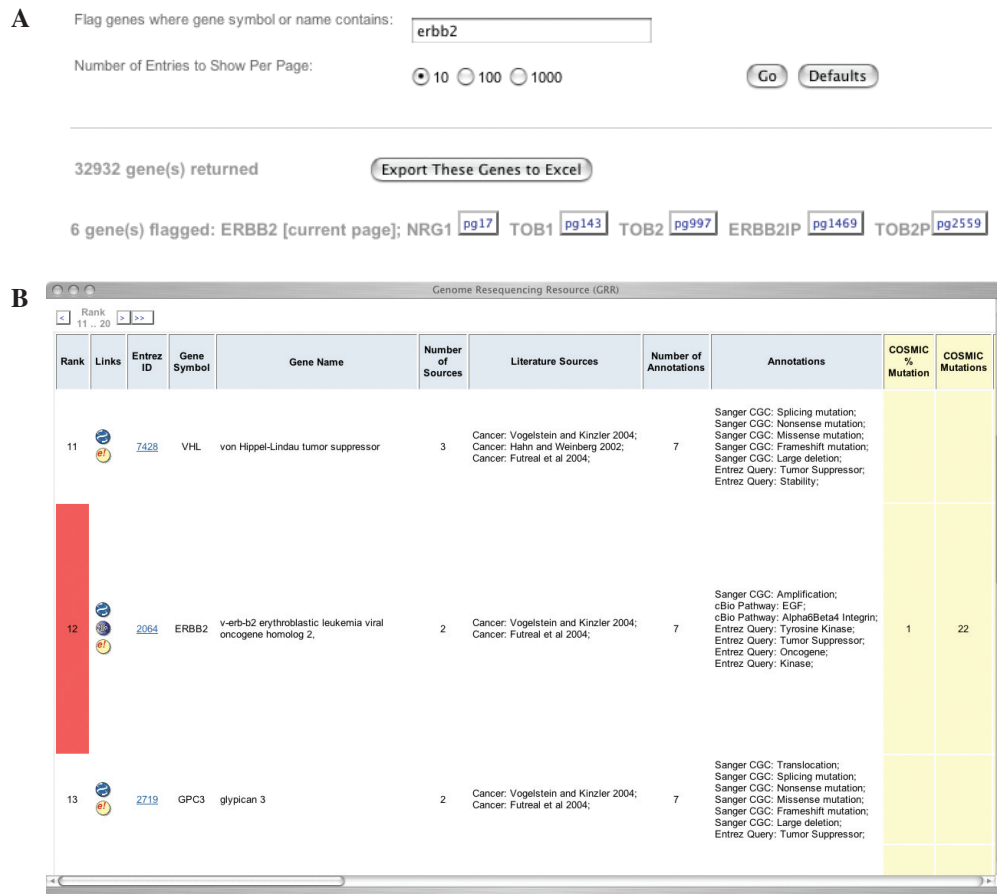 A
Flag genes where gene symbol or name contains:
erbb2
Number of Entries to Show Per Page:
10 100 1000
Go Defaults
32932 gene(s) returned
Export These Genes to Excel
6 gene(s) flagged: ERBB2 [current page]; NRG1 pg17 TOB1 pg143 TOB2 pg997 ERBB2IP pg1469 TOB2P pg2559
B
Genome Resequencing Resource (GRR)
< Rank 11 .. 20 > >>
Rank Links Entrez ID Gene Symbol Gene Name Number of Sources Literature Sources Number of Annotations Annotations COSMIC % Mutation COSMIC Mutations
11 e! 7428 VHL von Hippel-Lindau tumor suppressor 3
Cancer: Vogelstein and Kinzler 2004;
Cancer: Hahn and Weinberg 2002;
Cancer: Futreal et al 2004;
7
Sanger CGC: Splicing mutation;
Sanger CGC: Nonsense mutation;
Sanger CGC: Missense mutation;
Sanger CGC: Frameshift mutation;
Sanger CGC: Large deletion;
Entrez Query: Tumor Suppressor;
Entrez Query: Stability;
12 e! 2064 ERBB2
v-erb-b2 erythroblastic leukemia viral
oncogene homolog 2,
2
Cancer: Vogelstein and Kinzler 2004;
Cancer: Futreal et al 2004;
7
Sanger CGC: Amplification;
cBio Pathway: EGF;
cBio Pathway: Alpha6Beta4 Integrin;
Entrez Query: Tyrosine Kinase;
Entrez Query: Tumor Suppressor;
Entrez Query: Oncogene;
Entrez Query: Kinase;
1 22
13 e! 2719 GPC3 glypican 3 2
Cancer: Vogelstein and Kinzler 2004;
Cancer: Futreal et al 2004;
7
Sanger CGC: Translocation;
Sanger CGC: Splicing mutation;
Sanger CGC: Nonsense mutation;
Sanger CGC: Missense mutation;
Sanger CGC: Frameshift mutation;
Sanger CGC: Large deletion;
Entrez Query: Tumor Suppressor;